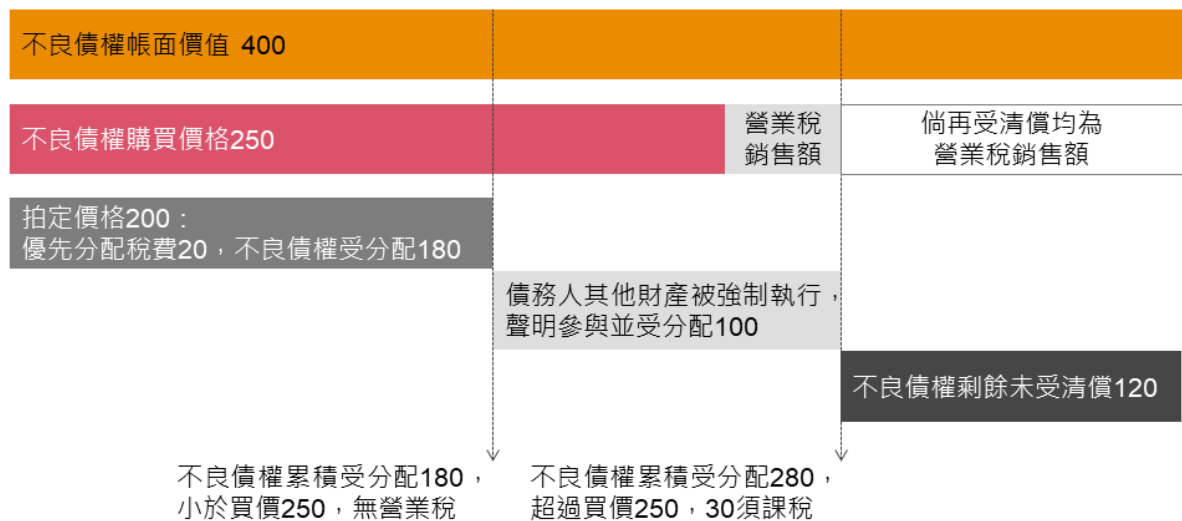 不良債權帳面價值 400
不良債權購買價格250
營業稅
銷售額
倘再受清償均為
營業稅銷售額
拍定價格200：
優先分配稅費20，不良債權受分配180
債務人其他財產被強制執行，
聲明參與並受分配100
不良債權剩餘未受清償120
不良債權累積受分配180，
小於買價250，無營業稅
不良債權累積受分配280，
超過買價250，30須課稅